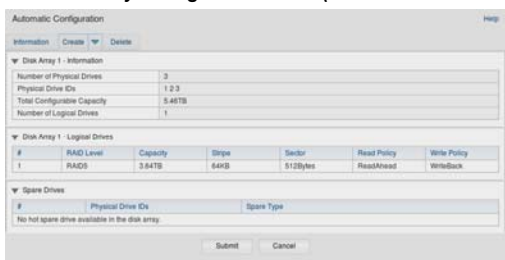 Automatic Configuration Help
Information Create Delete
Disk Array 1 - Information
Number of Physical Drives 3
Physical Drive IDs 1 2 3
Total Configurable Capacity 5.46TB
Number of Logical Drives 1
Disk Array 1 - Logical Drives
# RAID Level Capacity Stripe Sector Read Policy Write Policy
1 RAID5 3.64TB 64KB 512Bytes ReadAhead WriteBack
Spare Drives
# Physical Drive IDs Spare Type
No hot spare drive available in the disk array.
Submit Cancel